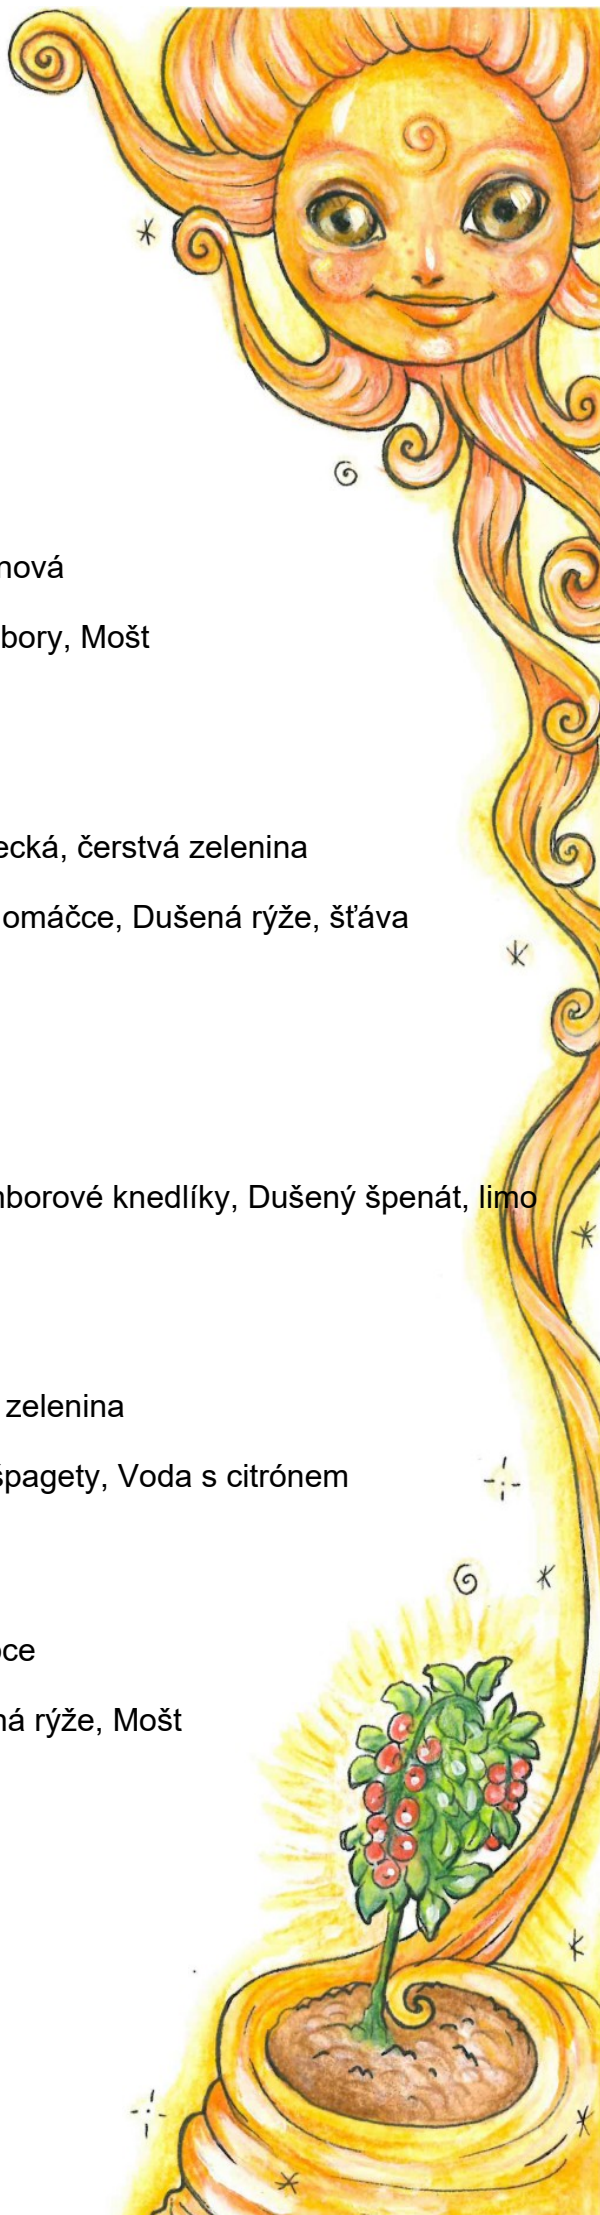 nová
bory, Mošt
ecká, čerstvá zelenina
omáčce, Dušená rýže, šťáva
nborové knedlíky, Dušený špenát, limo
zelenina
špagety, Voda s citrónem
oce
ná rýže, Mošt